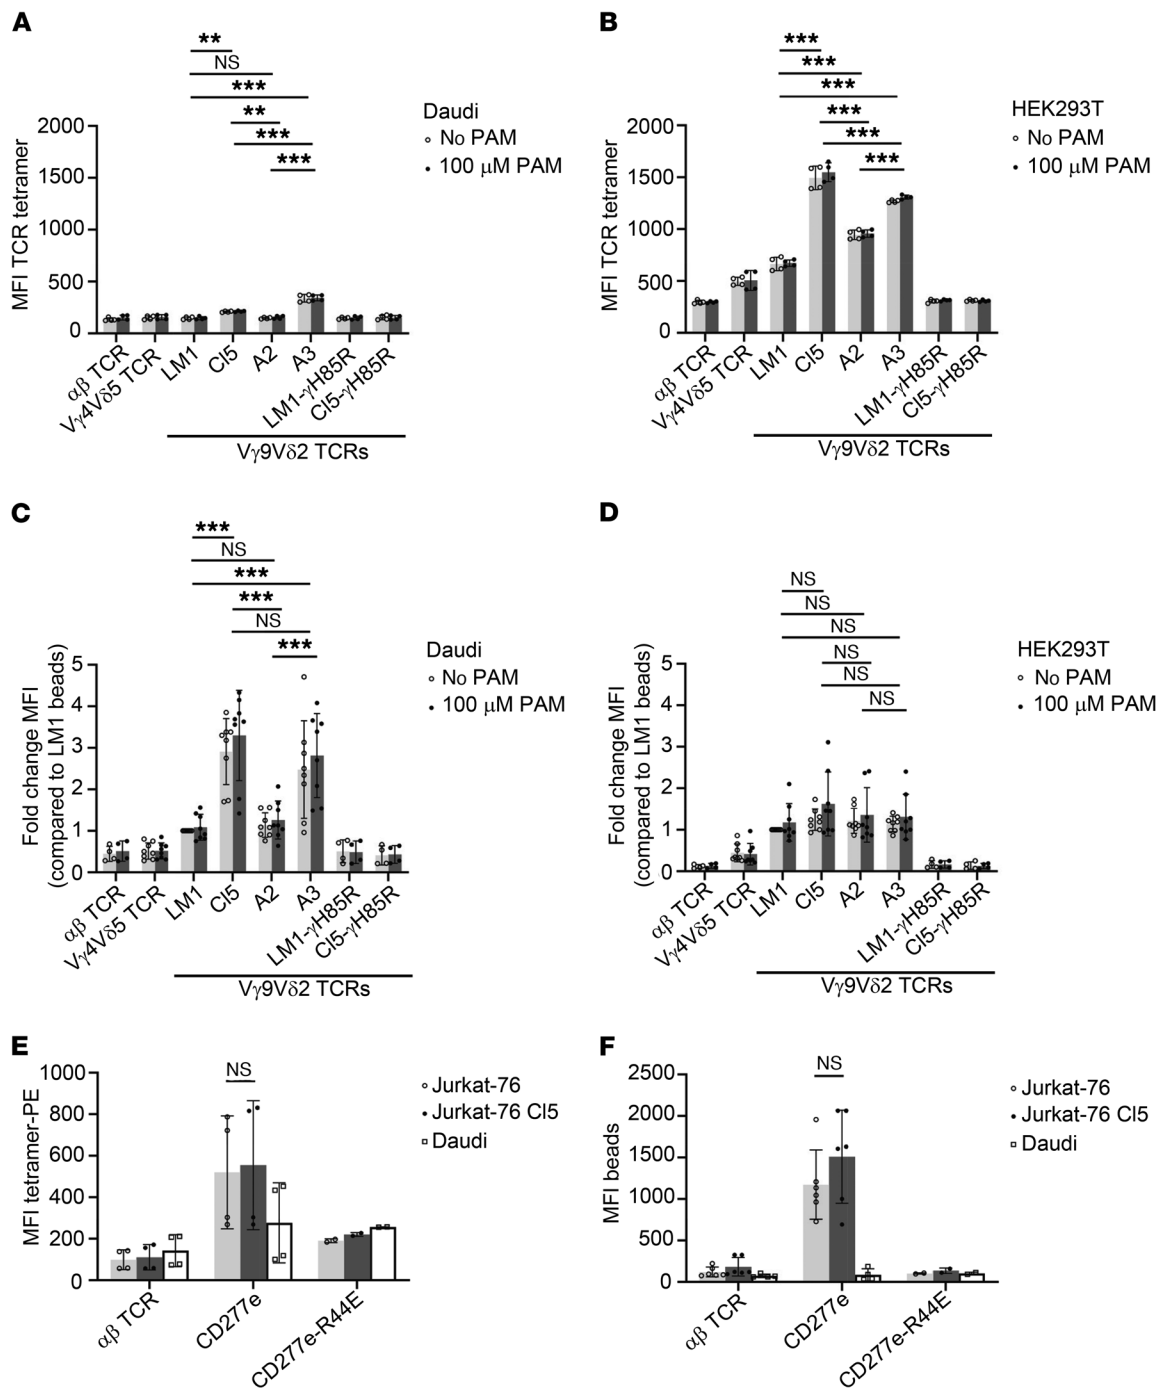 A
**
NS
***
**
***
***
Daudi
No PAM
100 μM PAM
MFI TCR tetramer
2000
1500
1000
500
0
αβ TCR
Vγ4Vδ5 TCR
LM1
Cl5
A2
A3
LM1-γH85R
Cl5-γH85R
Vγ9Vδ2 TCRs
B
***
***
***
***
***
***
HEK293T
No PAM
100 μM PAM
MFI TCR tetramer
2000
1500
1000
500
0
αβ TCR
Vγ4Vδ5 TCR
LM1
Cl5
A2
A3
LM1-γH85R
Cl5-γH85R
Vγ9Vδ2 TCRs
C
***
NS
***
***
NS
***
Daudi
No PAM
100 μM PAM
Fold change MFI
(compared to LM1 beads)
5
4
3
2
1
0
αβ TCR
Vγ4Vδ5 TCR
LM1
Cl5
A2
A3
LM1-γH85R
Cl5-γH85R
Vγ9Vδ2 TCRs
D
NS
NS
NS
NS
NS
NS
HEK293T
No PAM
100 μM PAM
Fold change MFI
(compared to LM1 beads)
5
4
3
2
1
0
αβ TCR
Vγ4Vδ5 TCR
LM1
Cl5
A2
A3
LM1-γH85R
Cl5-γH85R
Vγ9Vδ2 TCRs
E
NS
Jurkat-76
Jurkat-76 Cl5
Daudi
MFI tetramer-PE
1000
800
600
400
200
0
αβ TCR
CD277e
CD277e-R44E
F
NS
Jurkat-76
Jurkat-76 Cl5
Daudi
MFI beads
2500
2000
1500
1000
500
0
αβ TCR
CD277e
CD277e-R44E